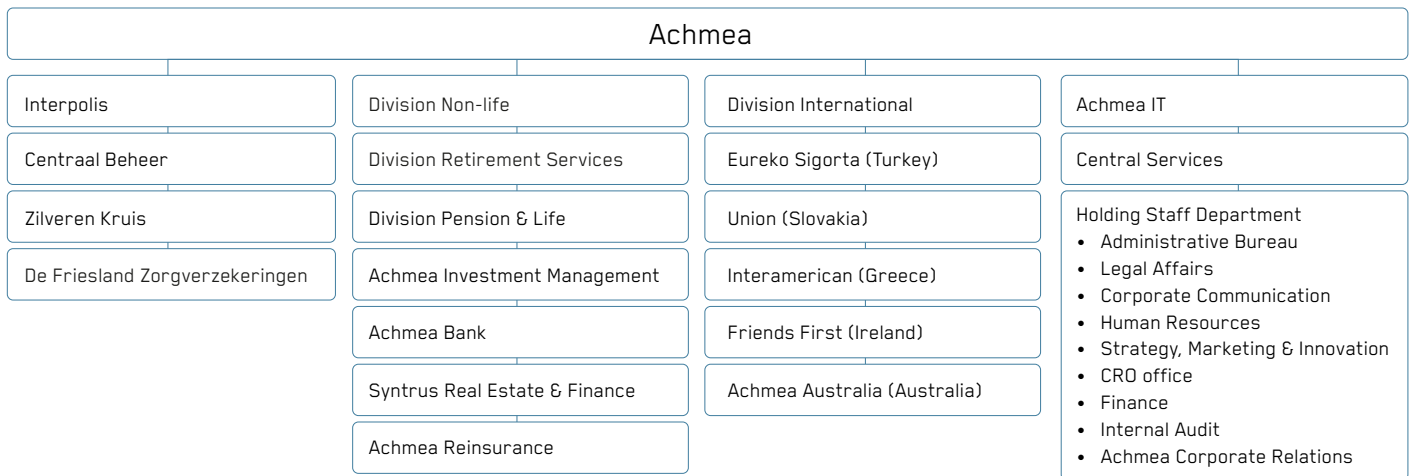 Achmea
Interpolis
Centraal Beheer
Zilveren Kruis
De Friesland Zorgverzekeringen
Division Non-life
Division Retirement Services
Division Pension & Life
Achmea Investment Management
Achmea Bank
Syntrus Real Estate & Finance
Achmea Reinsurance
Division International
Eureko Sigorta (Turkey)
Union (Slovakia)
Interamerican (Greece)
Friends First (Ireland)
Achmea Australia (Australia)
Achmea IT
Central Services
Holding Staff Department
• Administrative Bureau
• Legal Affairs
• Corporate Communication
• Human Resources
• Strategy, Marketing & Innovation
• CRO office
• Finance
• Internal Audit
• Achmea Corporate Relations